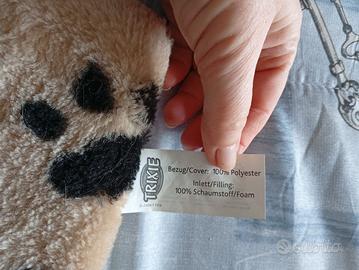 TRIXIE
Bezug/Cover: 100% Polyester
Inlett/Filling:
100% Schaumstoff/Foam